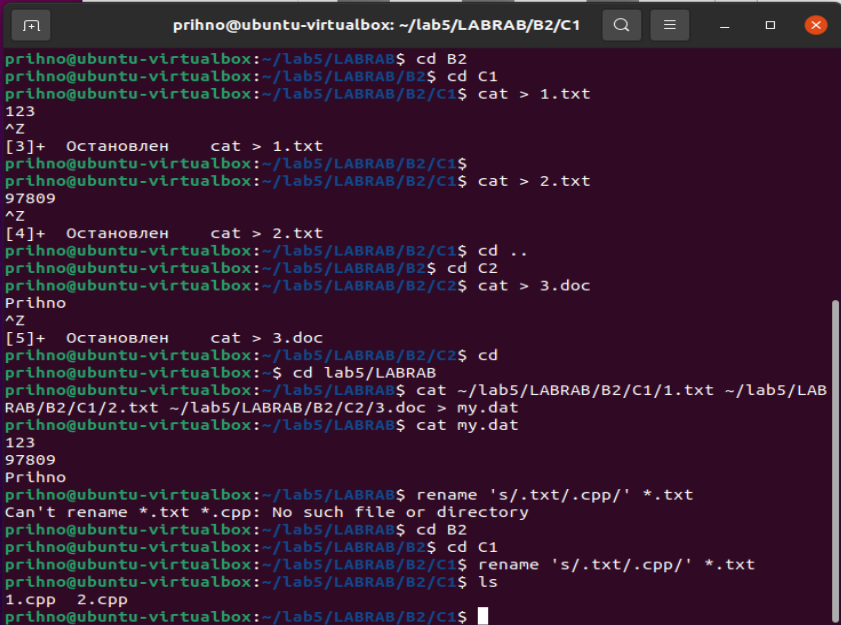 prihno@ubuntu-virtualbox: ~/lab5/LABRAB/B2/C1
prihno@ubuntu-virtualbox:~/lab5/LABRAB$ cd B2
prihno@ubuntu-virtualbox:~/lab5/LABRAB/B2$ cd C1
prihno@ubuntu-virtualbox:~/lab5/LABRAB/B2/C1$ cat > 1.txt
123
^Z
[3]+  Остановлен    cat > 1.txt
prihno@ubuntu-virtualbox:~/lab5/LABRAB/B2/C1$
prihno@ubuntu-virtualbox:~/lab5/LABRAB/B2/C1$ cat > 2.txt
97809
^Z
[4]+  Остановлен    cat > 2.txt
prihno@ubuntu-virtualbox:~/lab5/LABRAB/B2/C1$ cd ..
prihno@ubuntu-virtualbox:~/lab5/LABRAB/B2$ cd C2
prihno@ubuntu-virtualbox:~/lab5/LABRAB/B2/C2$ cat > 3.doc
Prihno
^Z
[5]+  Остановлен    cat > 3.doc
prihno@ubuntu-virtualbox:~/lab5/LABRAB/B2/C2$ cd
prihno@ubuntu-virtualbox:~$ cd lab5/LABRAB
prihno@ubuntu-virtualbox:~/lab5/LABRAB$ cat ~/lab5/LABRAB/B2/C1/1.txt ~/lab5/LAB
RAB/B2/C1/2.txt ~/lab5/LABRAB/B2/C2/3.doc > my.dat
prihno@ubuntu-virtualbox:~/lab5/LABRAB$ cat my.dat
123
97809
Prihno
prihno@ubuntu-virtualbox:~/lab5/LABRAB$ rename 's/.txt/.cpp/' *.txt
Can't rename *.txt *.cpp: No such file or directory
prihno@ubuntu-virtualbox:~/lab5/LABRAB$ cd B2
prihno@ubuntu-virtualbox:~/lab5/LABRAB/B2$ cd C1
prihno@ubuntu-virtualbox:~/lab5/LABRAB/B2/C1$ rename 's/.txt/.cpp/' *.txt
prihno@ubuntu-virtualbox:~/lab5/LABRAB/B2/C1$ ls
1.cpp  2.cpp
prihno@ubuntu-virtualbox:~/lab5/LABRAB/B2/C1$